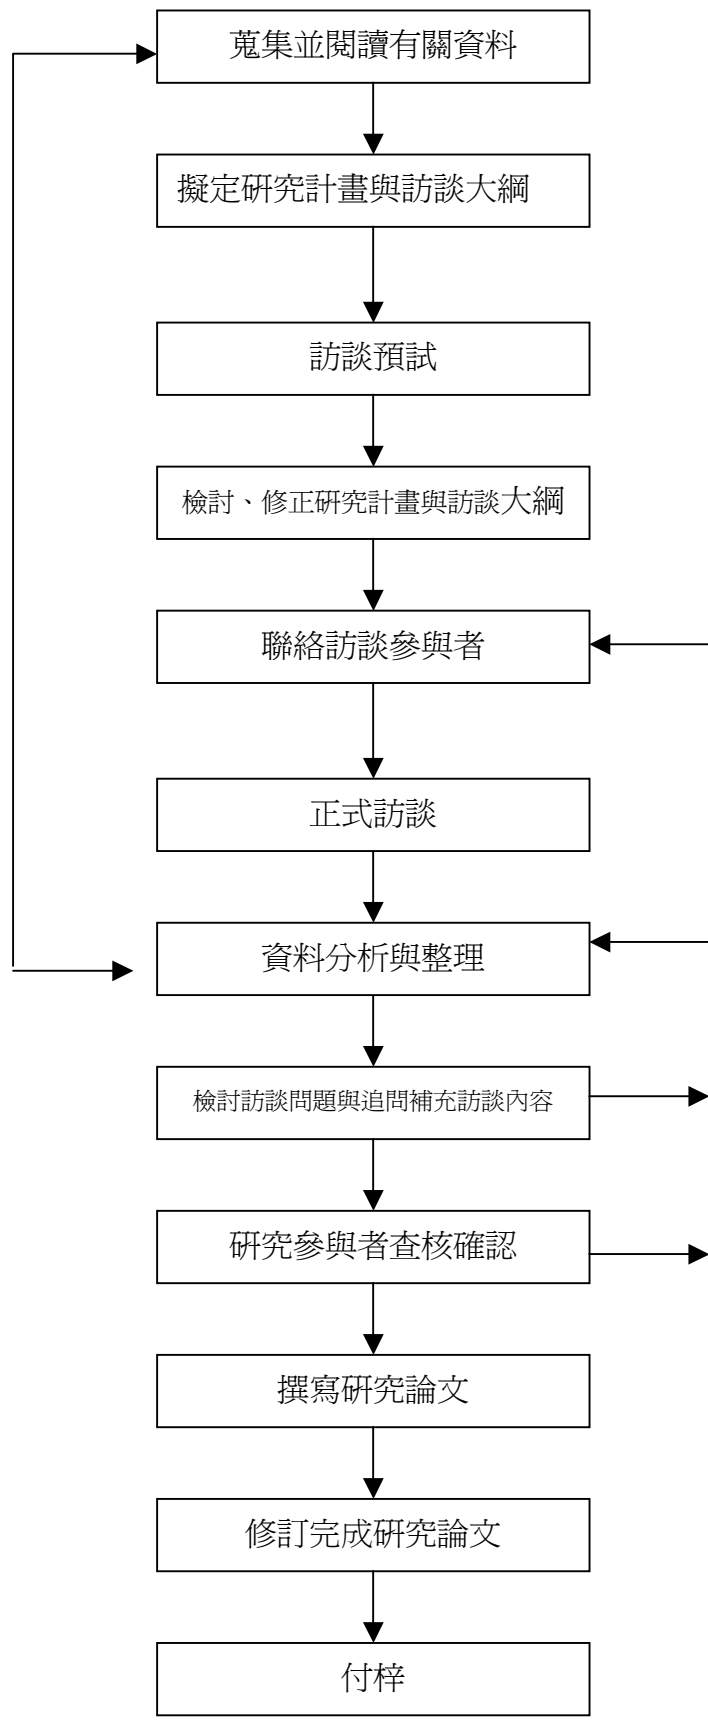 蒐集並閱讀有關資料
擬定研究計畫與訪談大綱
訪談預試
檢討、修正研究計畫與訪談大綱
聯絡訪談參與者
正式訪談
資料分析與整理
檢討訪談問題與追問補充訪談內容
研究參與者查核確認
撰寫研究論文
修訂完成研究論文
付梓